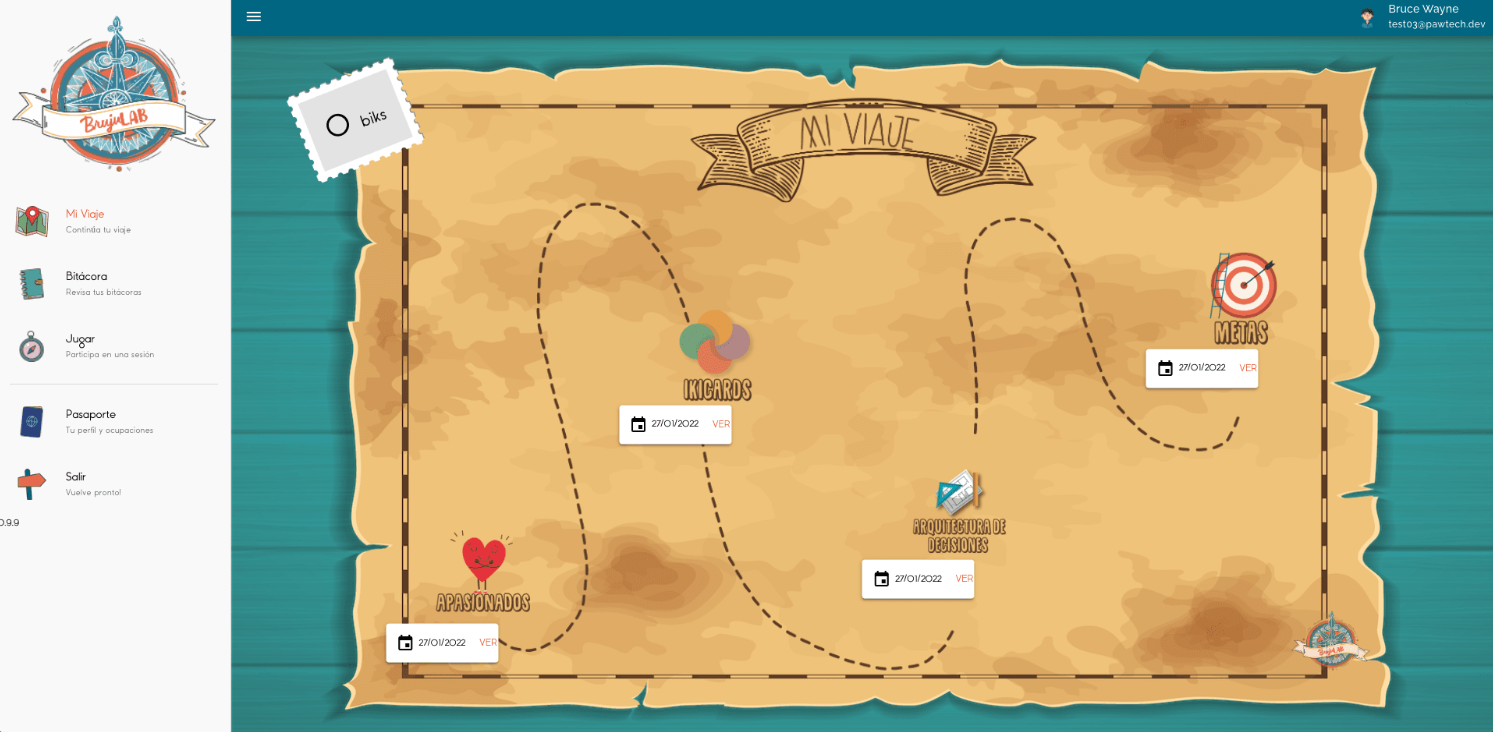 BrujuLAB
Mi Viaje
Continúa tu viaje
Bitácora
Revisa tus bitácoras
Jugar
Participa en una sesión
Pasaporte
Tu perfil y ocupaciones
Salir
Vuelve pronto!
0.9.9
Bruce Wayne
test03@pawtech.dev
biks
MI VIAJE
METAS
27/01/2022 VER
IKIGARDS
27/01/2022 VER
ARQUITECTURA DE
DECISIONES
27/01/2022 VER
APASIONADOS
27/01/2022 VER
BrujuLAB